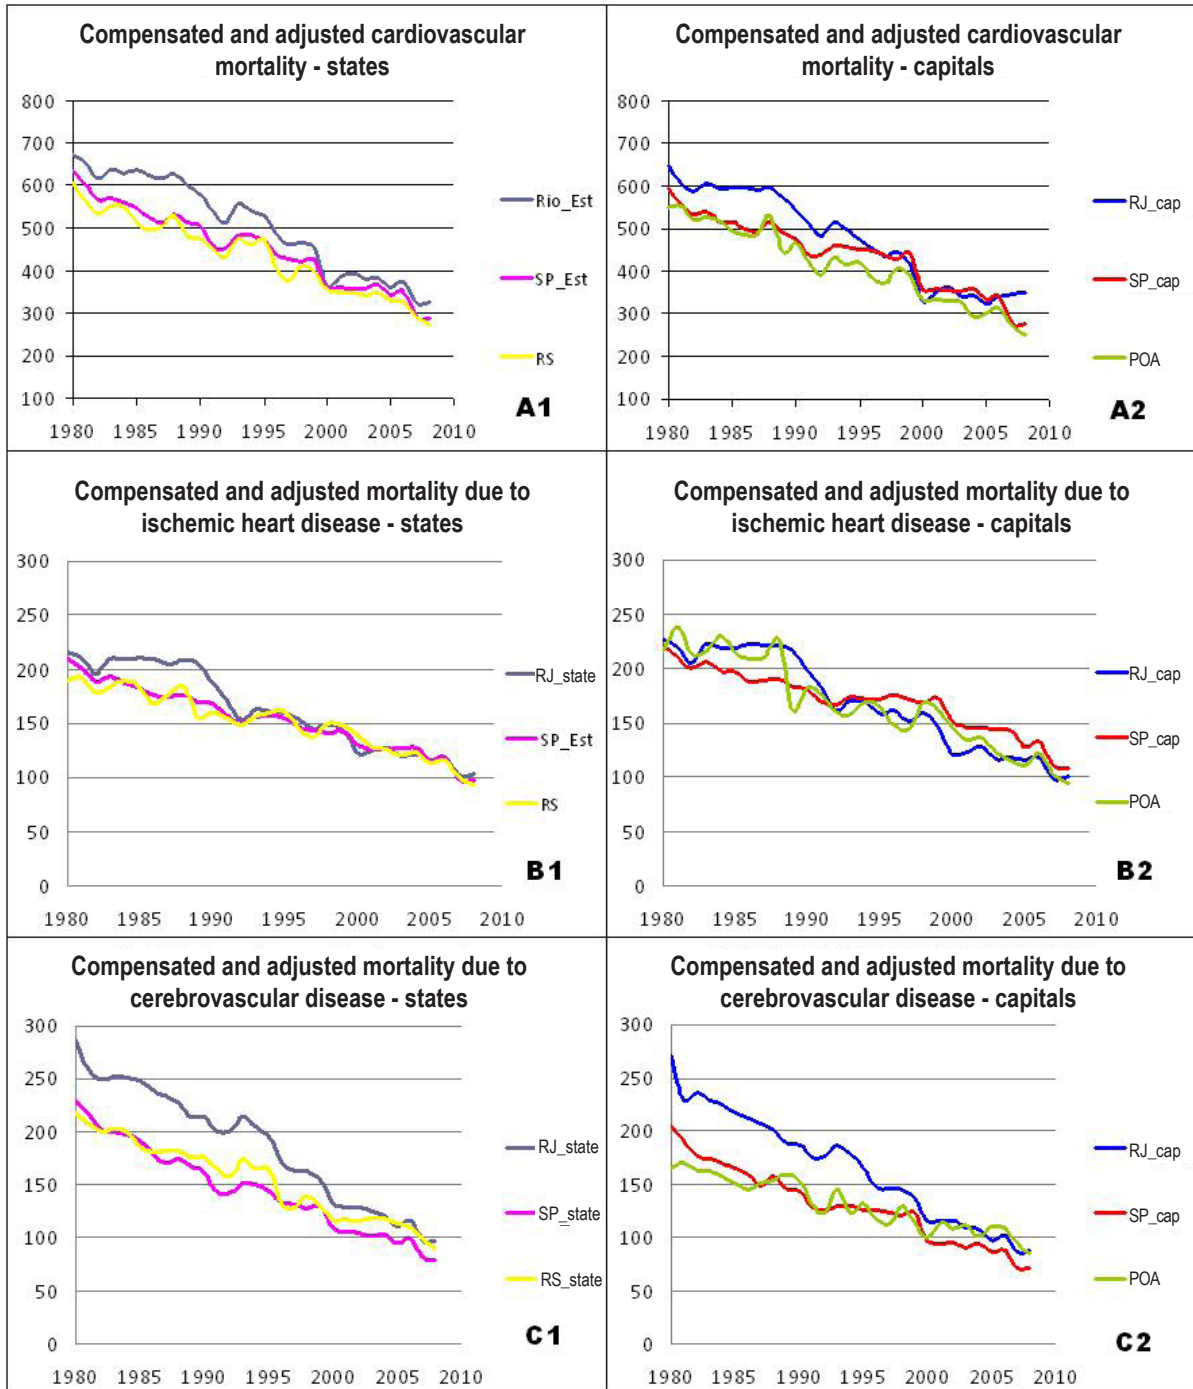 Compensated and adjusted cardiovascular
mortality - states
800
700
600
500
400
300
200
100
1980 1985 1990 1995 2000 2005 2010
Rio_Est
SP_Est
RS
A1
Compensated and adjusted cardiovascular
mortality - capitals
800
700
600
500
400
300
200
100
1980 1985 1990 1995 2000 2005 2010
RJ_cap
SP_cap
POA
A2
Compensated and adjusted mortality due to
ischemic heart disease - states
300
250
200
150
100
50
0
1980 1985 1990 1995 2000 2005 2010
RJ_state
SP_Est
RS
B1
Compensated and adjusted mortality due to
ischemic heart disease - capitals
300
250
200
150
100
50
0
1980 1985 1990 1995 2000 2005 2010
RJ_cap
SP_cap
POA
B2
Compensated and adjusted mortality due to
cerebrovascular disease - states
300
250
200
150
100
50
0
1980 1985 1990 1995 2000 2005 2010
RJ_state
SP_state
RS_state
C1
Compensated and adjusted mortality due to
cerebrovascular disease - capitals
300
250
200
150
100
50
0
1980 1985 1990 1995 2000 2005 2010
RJ_cap
SP_cap
POA
C2